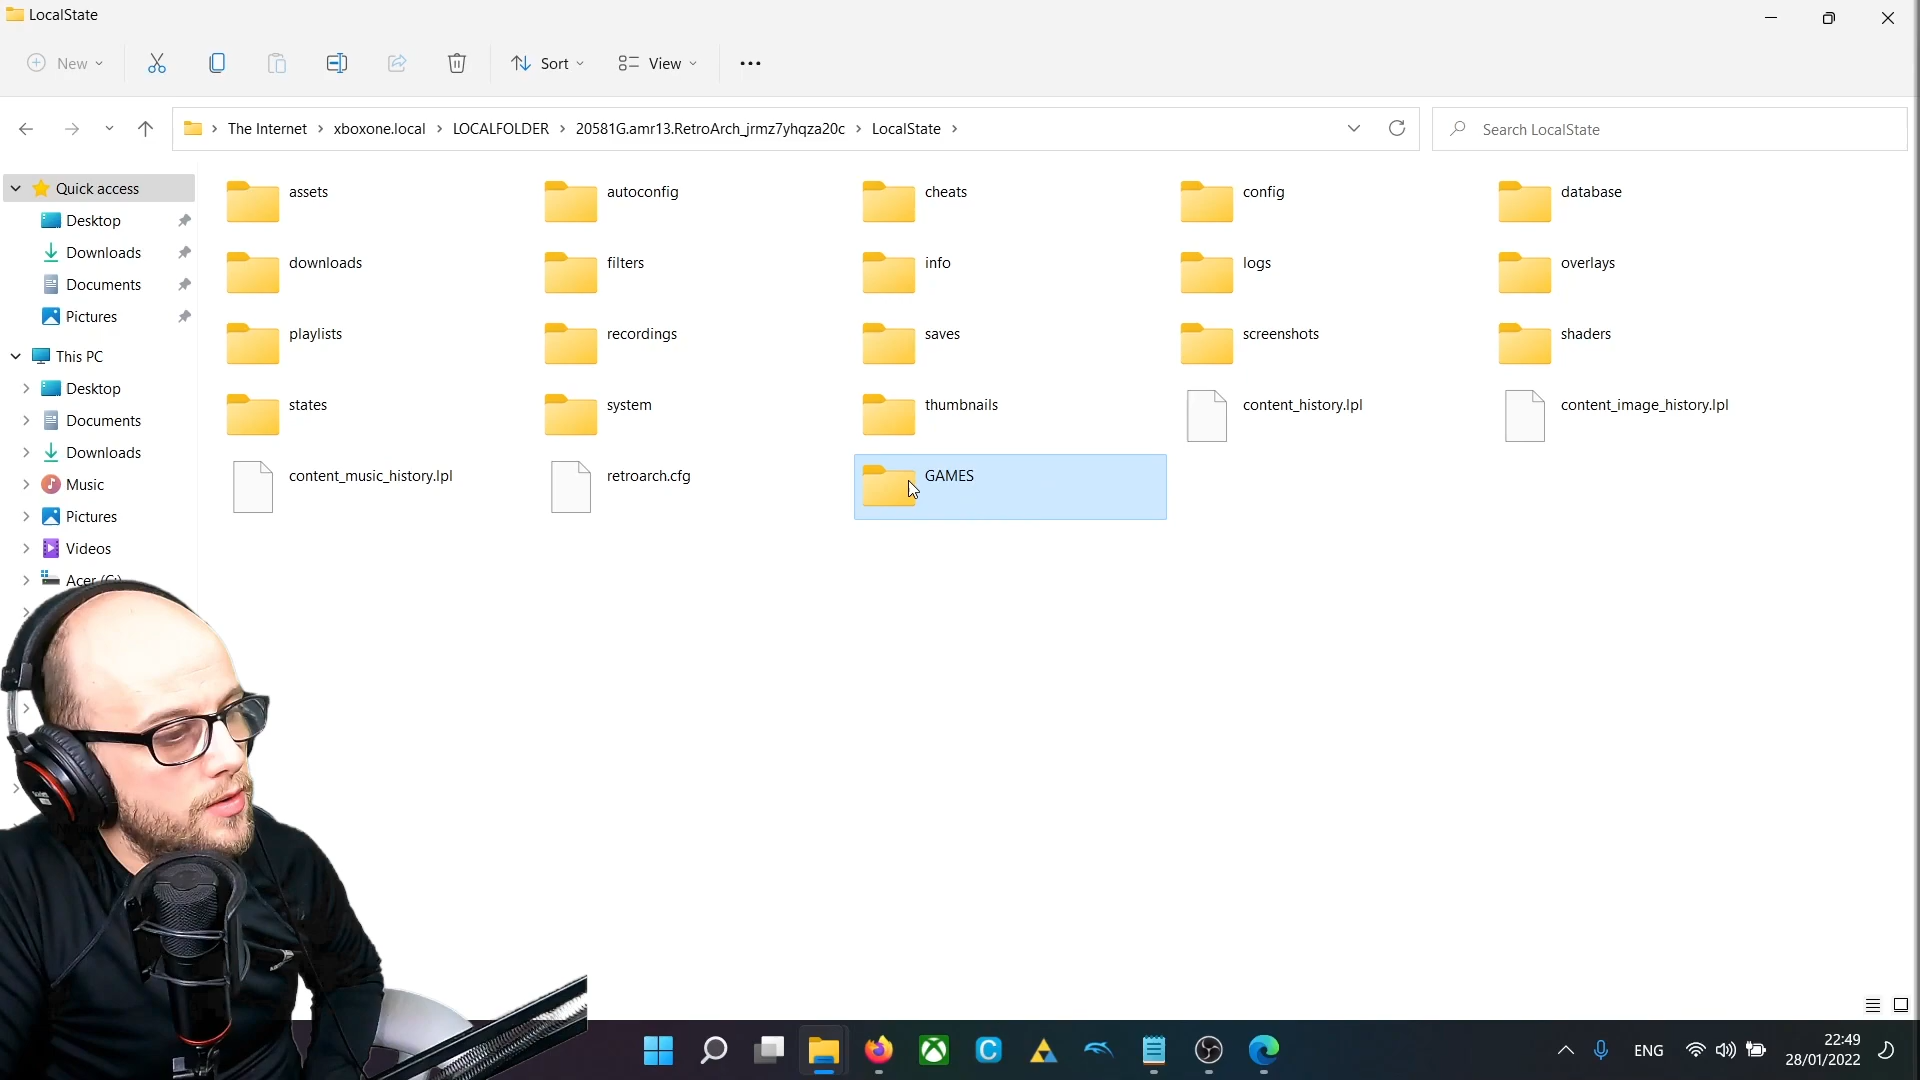 LocalState
New
Sort
View
The Internet > xboxone.local > LOCALFOLDER > 20581G.amr13.RetroArch_jrmz7yhqza20c > LocalState >
Search LocalState
Quick access
Desktop
Downloads
Documents
Pictures
This PC
Desktop
Documents
Downloads
Music
Pictures
Videos
Acer (C:)
assets
autoconfig
cheats
config
database
downloads
filters
info
logs
overlays
playlists
recordings
saves
screenshots
shaders
states
system
thumbnails
content_history.lpl
content_image_history.lpl
content_music_history.lpl
retroarch.cfg
GAMES
ENG
22:49
28/01/2022